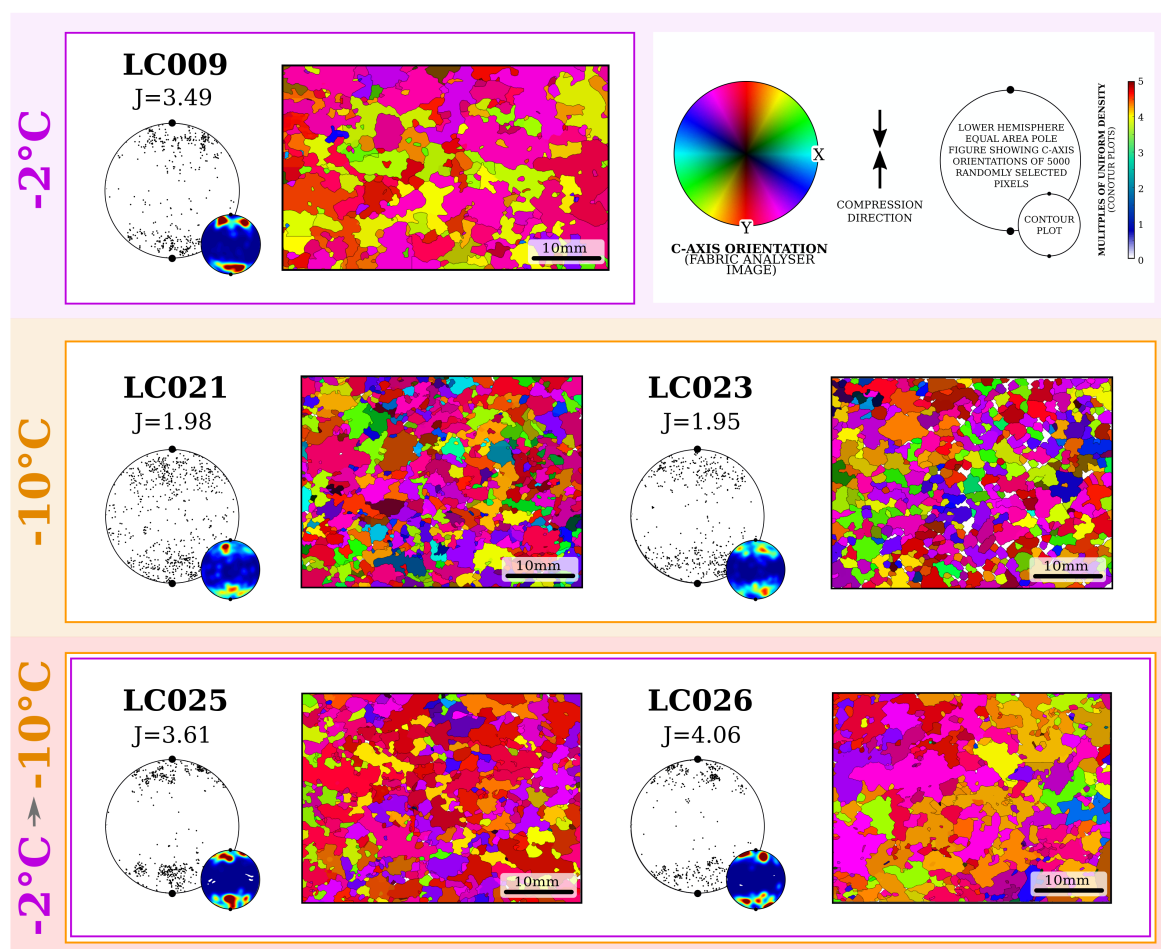 -2°C
LC009
J=3.49
10mm
X
Y
C-AXIS ORIENTATION
(FABRIC ANALYSER
IMAGE)
COMPRESSION
DIRECTION
LOWER HEMISPHERE
EQUAL AREA POLE
FIGURE SHOWING C-AXIS
ORIENTATIONS OF 5000
RANDOMLY SELECTED
PIXELS
CONTOUR
PLOT
MULITPLES OF UNIFORM DENSITY
(CONOTUR PLOTS)
5
4
3
2
1
0
-10°C
LC021
J=1.98
10mm
LC023
J=1.95
10mm
-2°C
-10°C
LC025
J=3.61
10mm
LC026
J=4.06
10mm